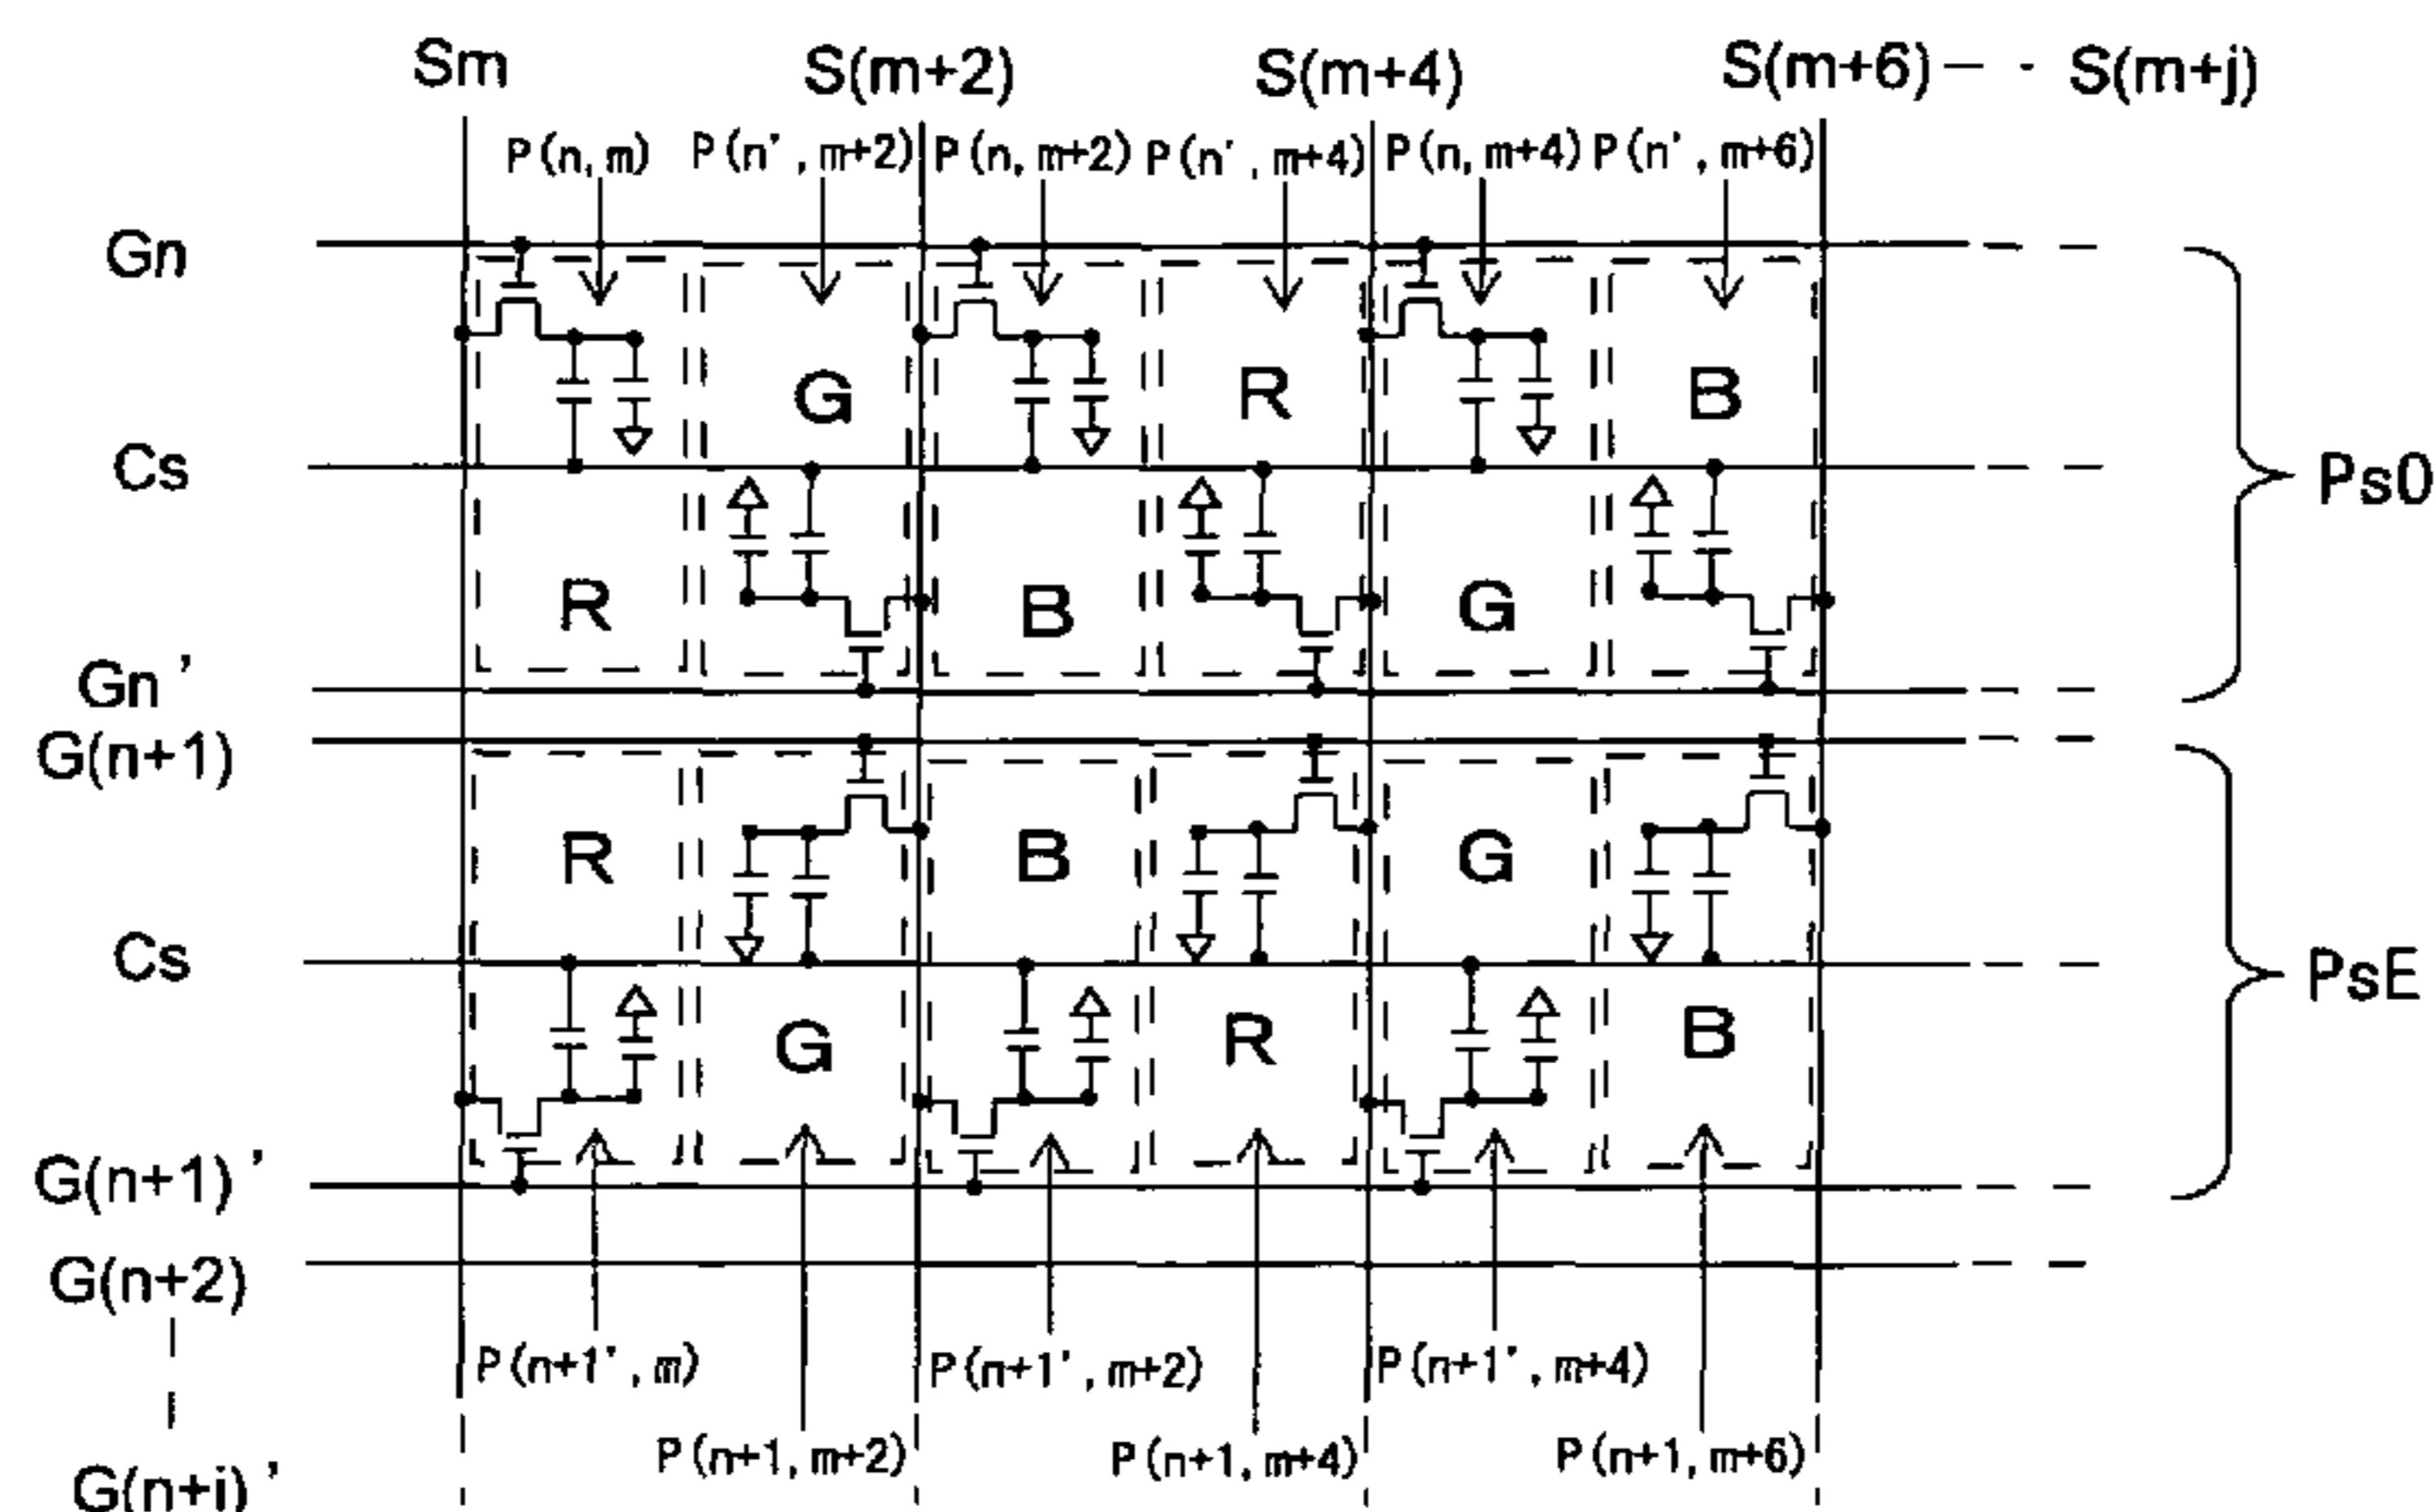 Sm S(m+2) S(m+4) S(m+6) S(m+j)
P(n,m) P(n',m+2) P(n,m+2) P(n',m+4) P(n,m+4) P(n',m+6)
Gn
G R B
Cs
PsO
R B G
Gn'
G(n+1)
R B G
Cs
PsE
G R B
G(n+1)'
G(n+2)
P(n+1',m) P(n+1',m+2) P(n+1',m+4)
P(n+1,m+2) P(n+1,m+4) P(n+1,m+6)
G(n+i)'